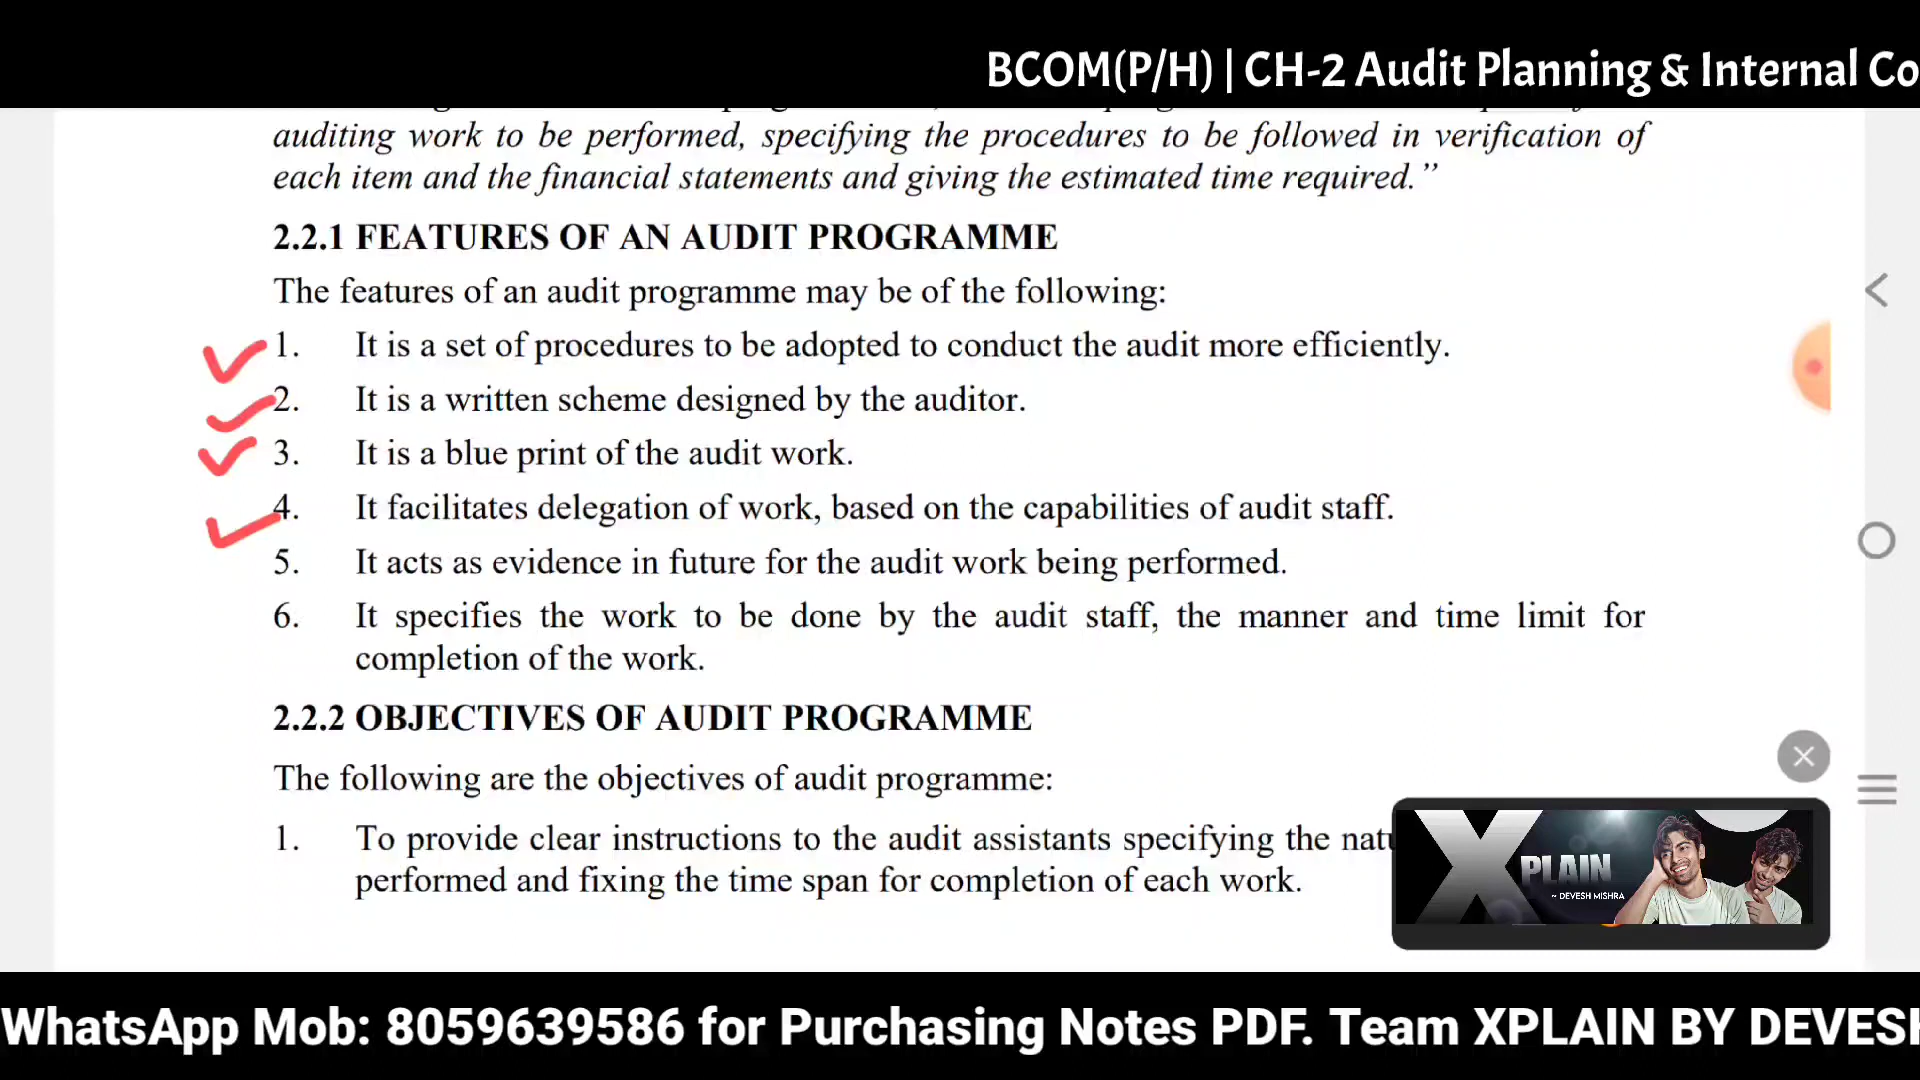 BCOM(P/H) | CH-2 Audit Planning & Internal Co
auditing work to be performed, specifying the procedures to be followed in verification of
each item and the financial statements and giving the estimated time required.”
2.2.1 FEATURES OF AN AUDIT PROGRAMME
The features of an audit programme may be of the following:
1. It is a set of procedures to be adopted to conduct the audit more efficiently.
2. It is a written scheme designed by the auditor.
3. It is a blue print of the audit work.
4. It facilitates delegation of work, based on the capabilities of audit staff.
5. It acts as evidence in future for the audit work being performed.
6. It specifies the work to be done by the audit staff, the manner and time limit for
completion of the work.
2.2.2 OBJECTIVES OF AUDIT PROGRAMME
The following are the objectives of audit programme:
1. To provide clear instructions to the audit assistants specifying the natu
performed and fixing the time span for completion of each work.
XPLAIN
~ DEVESH MISHRA
WhatsApp Mob: 8059639586 for Purchasing Notes PDF. Team XPLAIN BY DEVESH